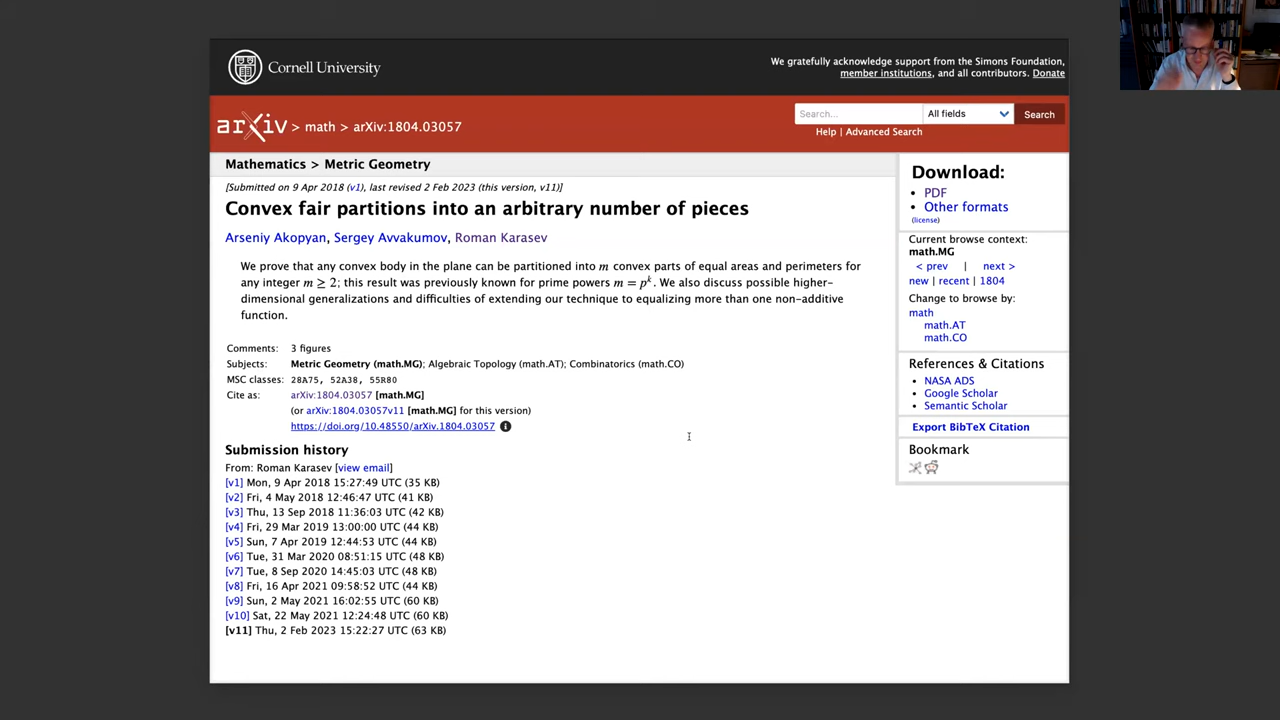 Cornell University
We gratefully acknowledge support from the Simons Foundation,
member institutions, and all contributors. Donate
arXiv > math > arXiv:1804.03057
Search... All fields Search
Help | Advanced Search
Mathematics > Metric Geometry
[Submitted on 9 Apr 2018 (v1), last revised 2 Feb 2023 (this version, v11)]
Convex fair partitions into an arbitrary number of pieces
Arseniy Akopyan, Sergey Avvakumov, Roman Karasev
We prove that any convex body in the plane can be partitioned into m convex parts of equal areas and perimeters for
any integer m ≥ 2; this result was previously known for prime powers m = p^k. We also discuss possible higher-
dimensional generalizations and difficulties of extending our technique to equalizing more than one non-additive
function.
Comments: 3 figures
Subjects: Metric Geometry (math.MG); Algebraic Topology (math.AT); Combinatorics (math.CO)
MSC classes: 28A75, 52A38, 55R80
Cite as: arXiv:1804.03057 [math.MG]
(or arXiv:1804.03057v11 [math.MG] for this version)
https://doi.org/10.48550/arXiv.1804.03057
Submission history
From: Roman Karasev [view email]
[v1] Mon, 9 Apr 2018 15:27:49 UTC (35 KB)
[v2] Fri, 4 May 2018 12:46:47 UTC (41 KB)
[v3] Thu, 13 Sep 2018 11:36:03 UTC (42 KB)
[v4] Fri, 29 Mar 2019 13:00:00 UTC (44 KB)
[v5] Sun, 7 Apr 2019 12:44:53 UTC (44 KB)
[v6] Tue, 31 Mar 2020 08:51:15 UTC (48 KB)
[v7] Tue, 8 Sep 2020 14:45:03 UTC (48 KB)
[v8] Fri, 16 Apr 2021 09:58:52 UTC (44 KB)
[v9] Sun, 2 May 2021 16:02:55 UTC (60 KB)
[v10] Sat, 22 May 2021 12:24:48 UTC (60 KB)
[v11] Thu, 2 Feb 2023 15:22:27 UTC (63 KB)
Download:
PDF
Other formats
(license)
Current browse context:
math.MG
< prev | next >
new | recent | 1804
Change to browse by:
math
math.AT
math.CO
References & Citations
NASA ADS
Google Scholar
Semantic Scholar
Export BibTeX Citation
Bookmark